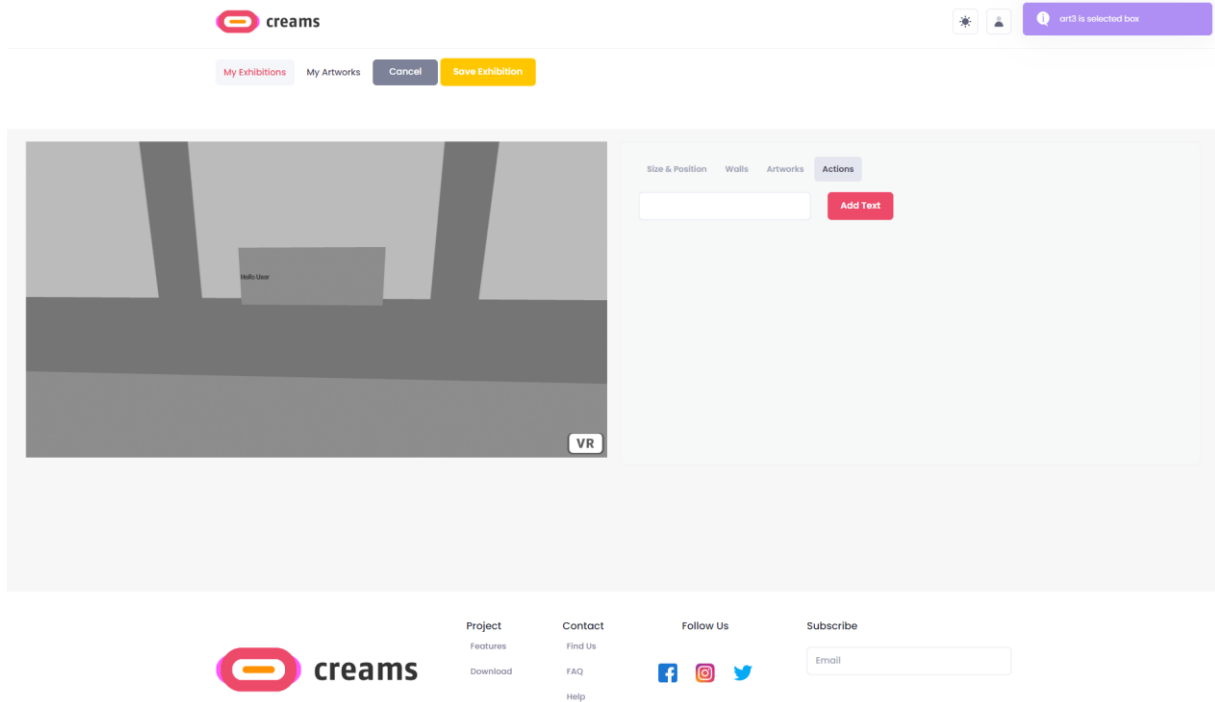 creams
art3 is selected box
My Exhibitions My Artworks Cancel Save Exhibition
Size & Position Walls Artworks Actions
Add Text
Hello User
VR
creams
Project
Features
Download
Contact
Find Us
FAQ
Help
Follow Us
Subscribe
Email